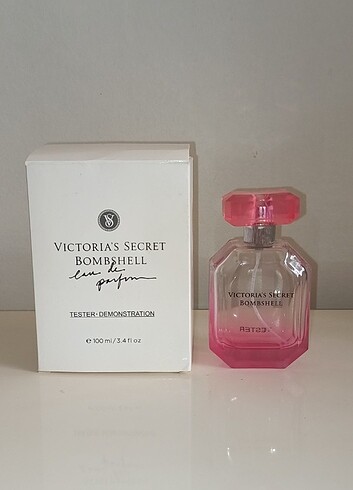 VS
VICTORIA'S SECRET
BOMBSHELL
eau de
parfum
TESTER·DEMONSTRATION
℮ 100 ml / 3.4 fl oz
VICTORIA'S SECRET
BOMBSHELL
TESTER